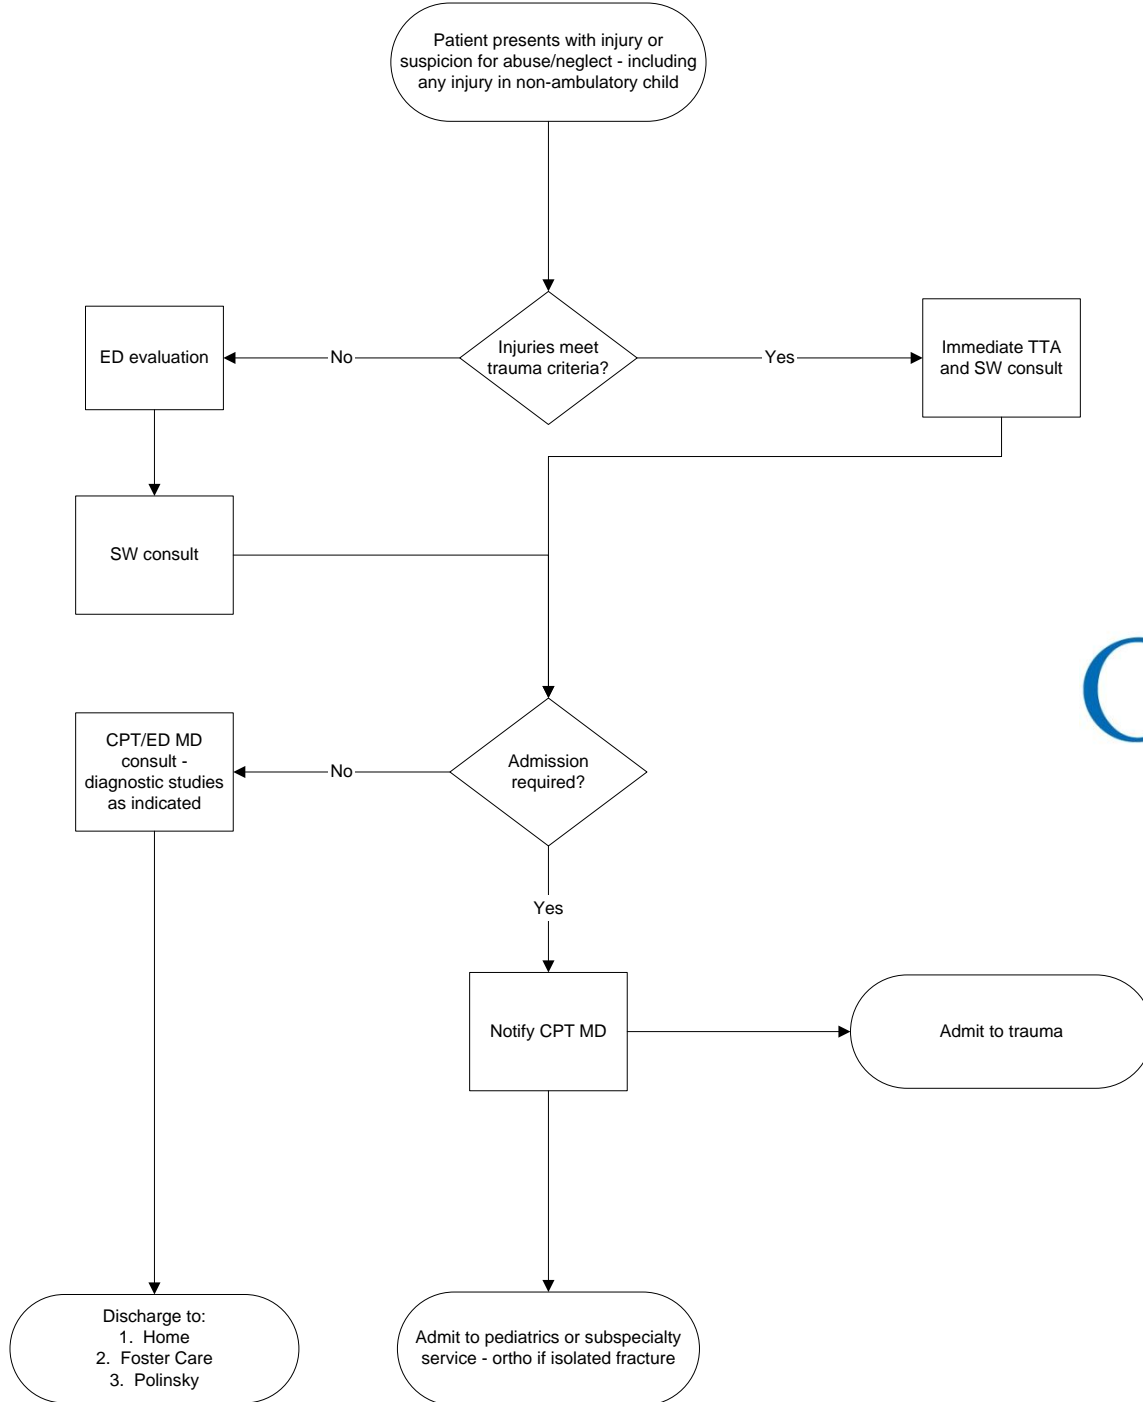 Patient presents with injury or
suspicion for abuse/neglect - including
any injury in non-ambulatory child
ED evaluation
No
Injuries meet
trauma criteria?
Yes
Immediate TTA
and SW consult
SW consult
CPT/ED MD
consult -
diagnostic studies
as indicated
No
Admission
required?
Yes
Notify CPT MD
Admit to trauma
Discharge to:
1. Home
2. Foster Care
3. Polinsky
Admit to pediatrics or subspecialty
service - ortho if isolated fracture